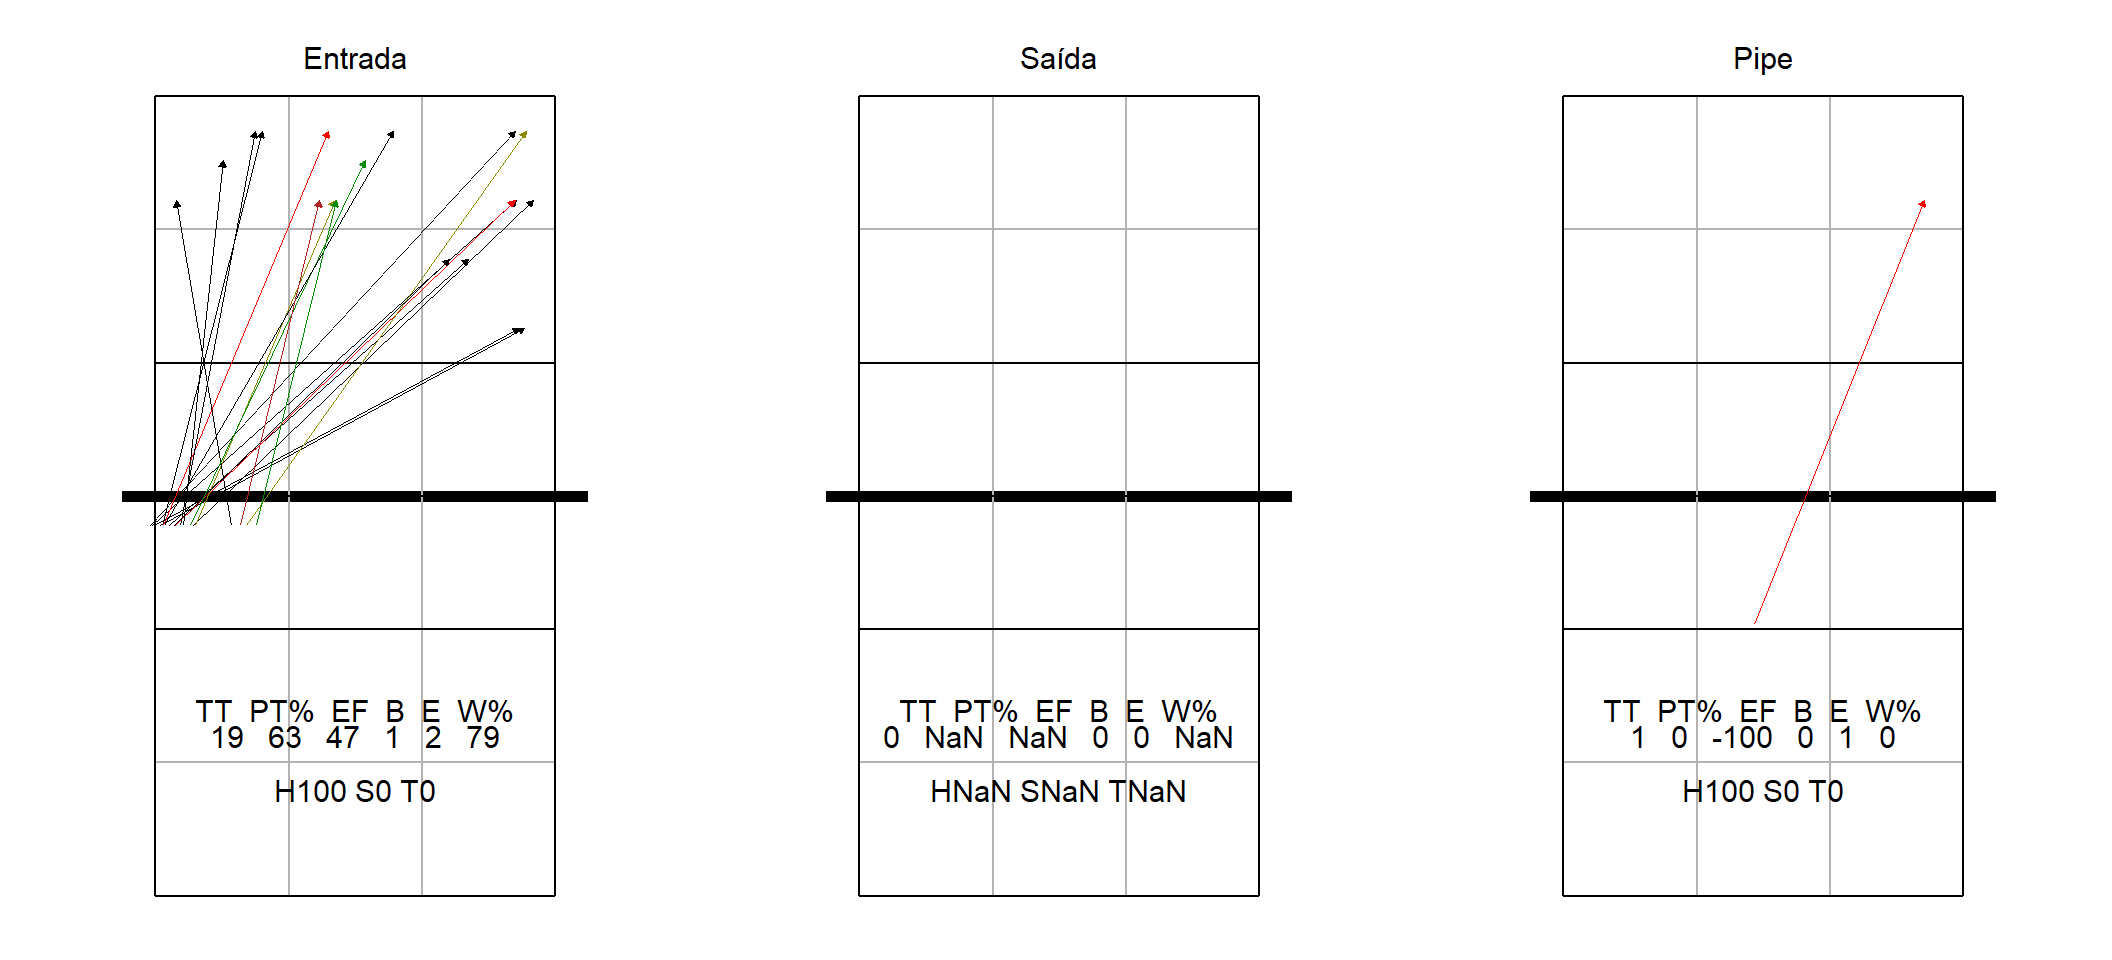 Entrada
TT PT% EF B E W%
19 63 47 1 2 79
H100 S0 T0
Saída
TT PT% EF B E W%
0 NaN NaN 0 0 NaN
HNaN SNaN TNaN
Pipe
TT PT% EF B E W%
1 0 -100 0 1 0
H100 S0 T0